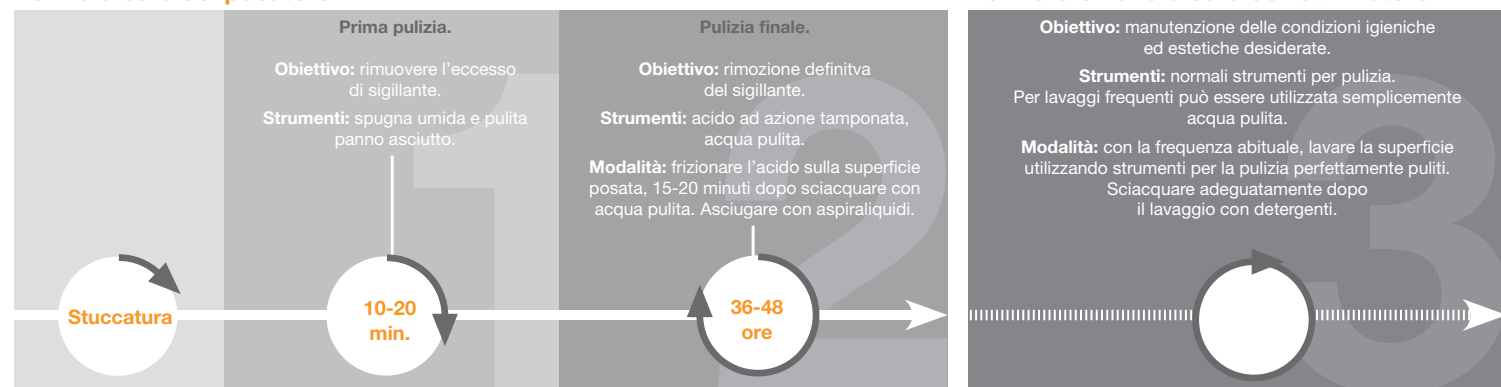 Prima pulizia.
Obiettivo: rimuovere l'eccesso
di sigillante.
Strumenti: spugna umida e pulita
panno asciutto.
Pulizia finale.
Obiettivo: rimozione definitva
del sigillante.
Strumenti: acido ad azione tamponata,
acqua pulita.
Modalità: frizionare l'acido sulla superficie
posata, 15-20 minuti dopo sciacquare con
acqua pulita. Asciugare con aspiraliquidi.
Stuccatura
10-20
min.
36-48
ore
1
2
Obiettivo: manutenzione delle condizioni igieniche
ed estetiche desiderate.
Strumenti: normali strumenti per pulizia.
Per lavaggi frequenti può essere utilizzata semplicemente
acqua pulita.
Modalità: con la frequenza abituale, lavare la superficie
utilizzando strumenti per la pulizia perfettamente puliti.
Sciacquare adeguatamente dopo
il lavaggio con detergenti.
3